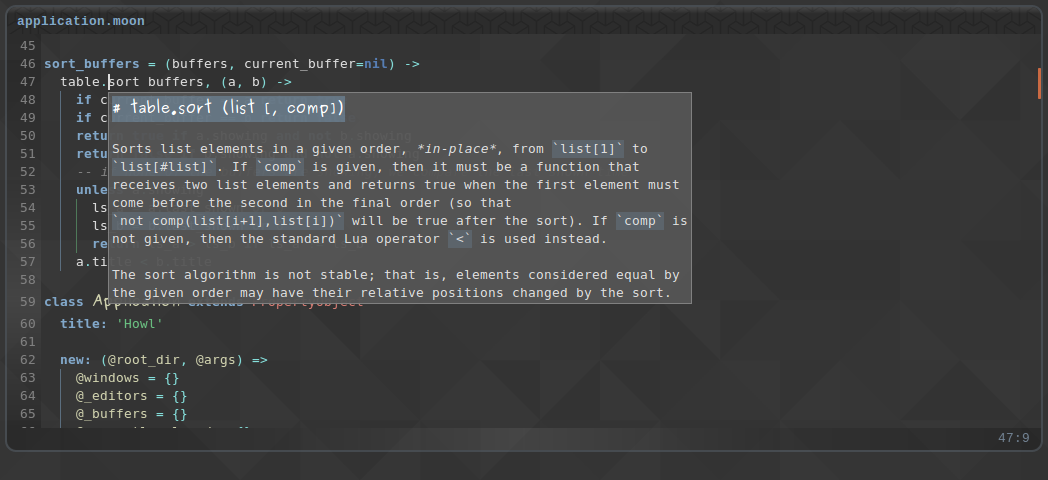 application.moon
45
46 sort_buffers = (buffers, current_buffer=nil) ->
47 table.sort buffers, (a, b) ->
48 if c
# table.sort (list [, comp])
49 if c
50 retu
51 retu
Sorts list elements in a given order, *in-place*, from `list[1]` to
52 -- i
`list[#list]`. If `comp` is given, then it must be a function that
53 unle
receives two list elements and returns true when the first element must
54 ls
come before the second in the final order (so that
55 ls
`not comp(list[i+1],list[i])` will be true after the sort). If `comp` is
56 re
not given, then the standard Lua operator `<` is used instead.
57 a.title = b.title
58
The sort algorithm is not stable; that is, elements considered equal by
the given order may have their relative positions changed by the sort.
59 class Application extends PropertyObject
60 title: 'Howl'
61
62 new: (@root_dir, @args) =>
63 @windows = {}
64 @_editors = {}
65 @_buffers = {}
47:9